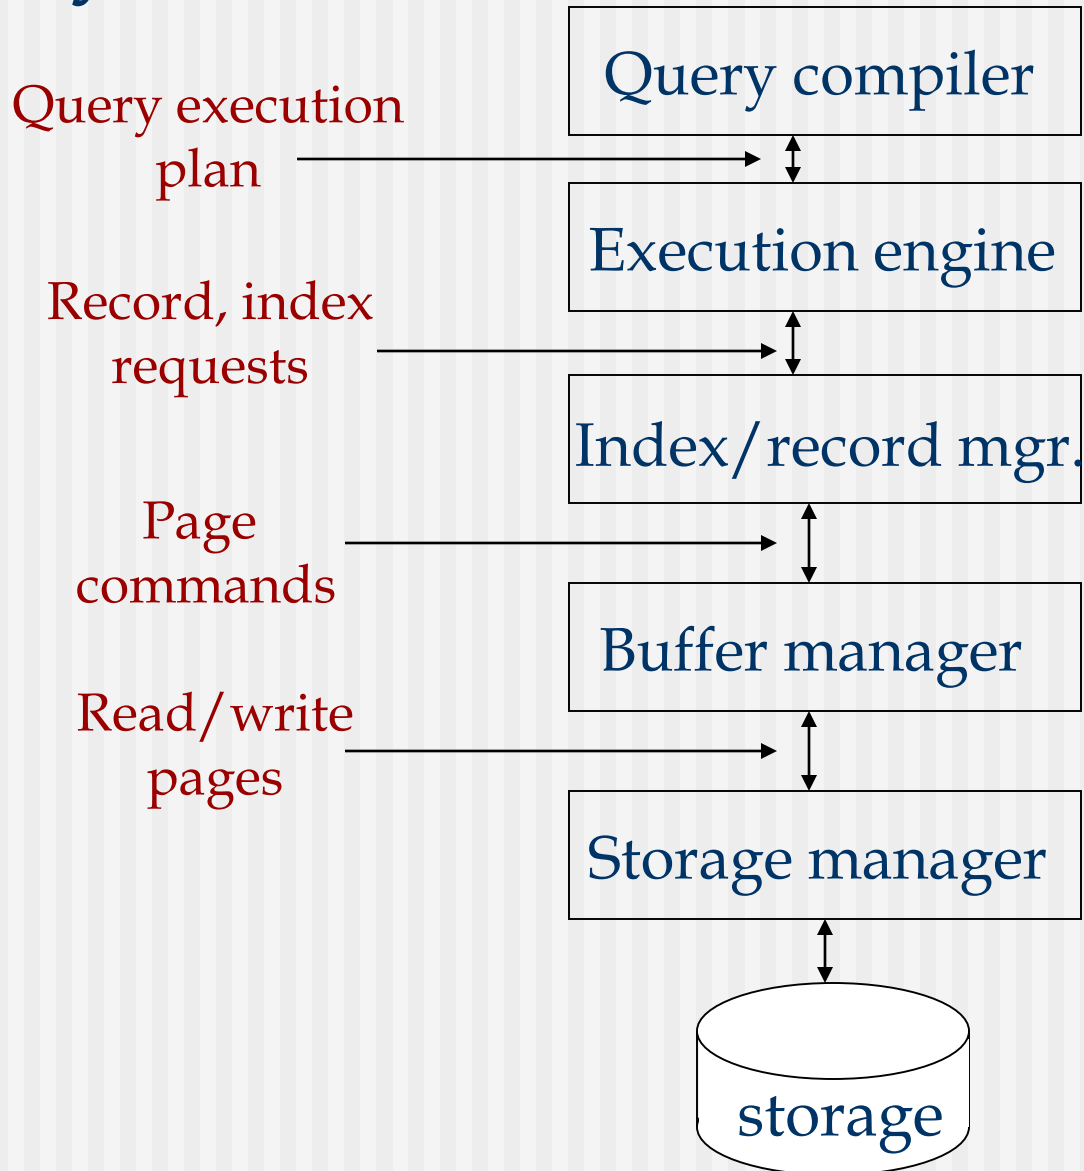 Query compiler
Query execution
plan
Execution engine
Record, index
requests
Index/record mgr.
Page
commands
Buffer manager
Read/write
pages
Storage manager
storage